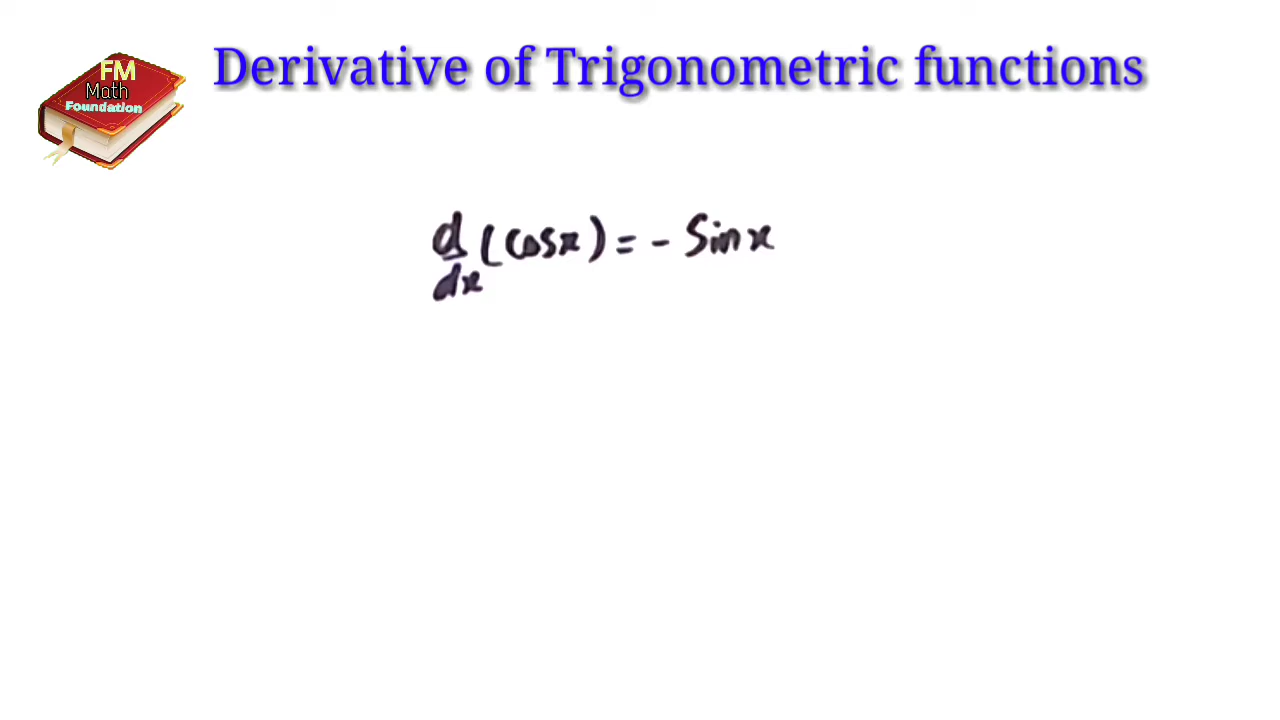 FM
Math
Foundation
Derivative of Trigonometric functions
d/dx (cosx) = - Sinx